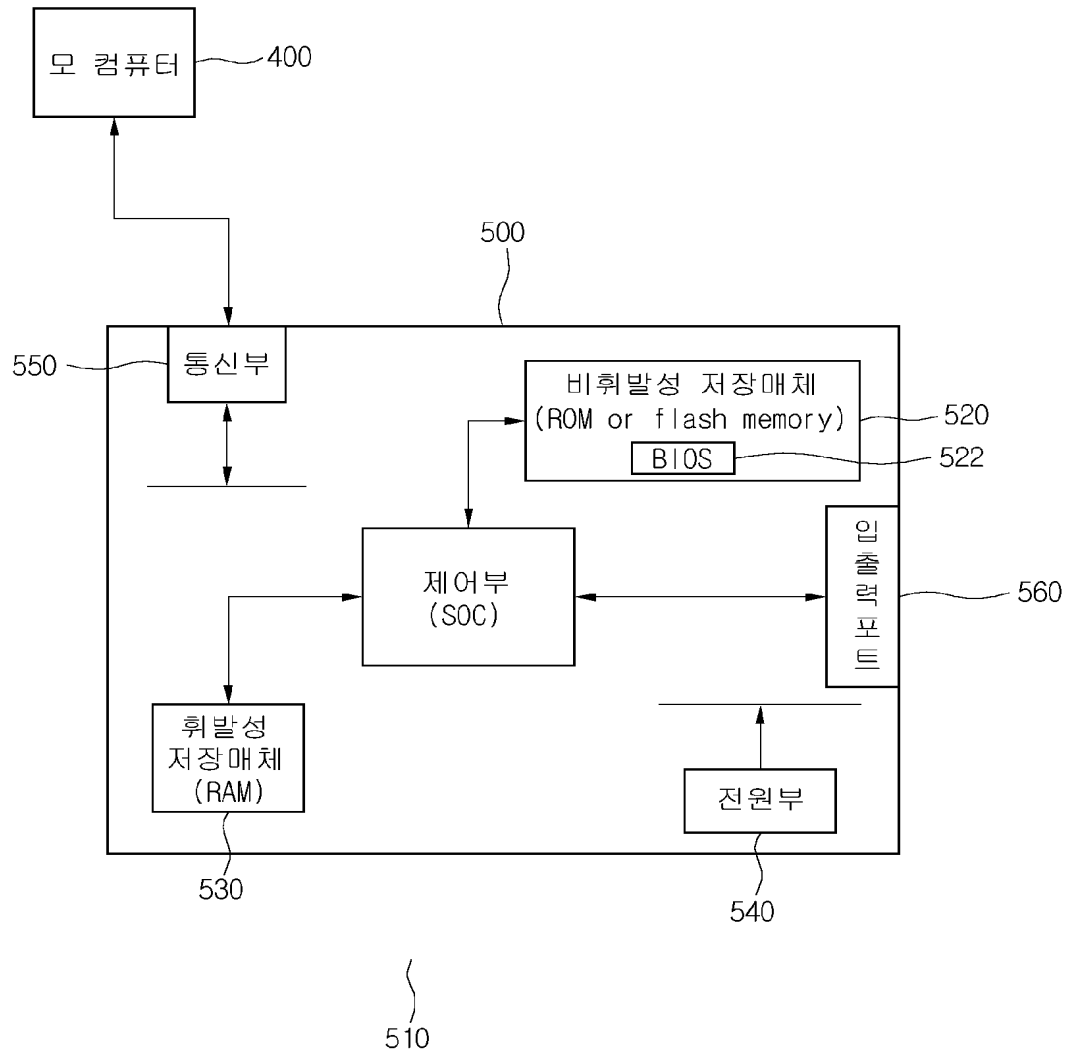 모 컴퓨터
400
500
550
통신부
비휘발성 저장매체
(ROM or flash memory)
BIOS
520
522
제어부
(SOC)
입
출
력
포
트
560
휘발성
저장매체
(RAM)
전원부
530
540
510